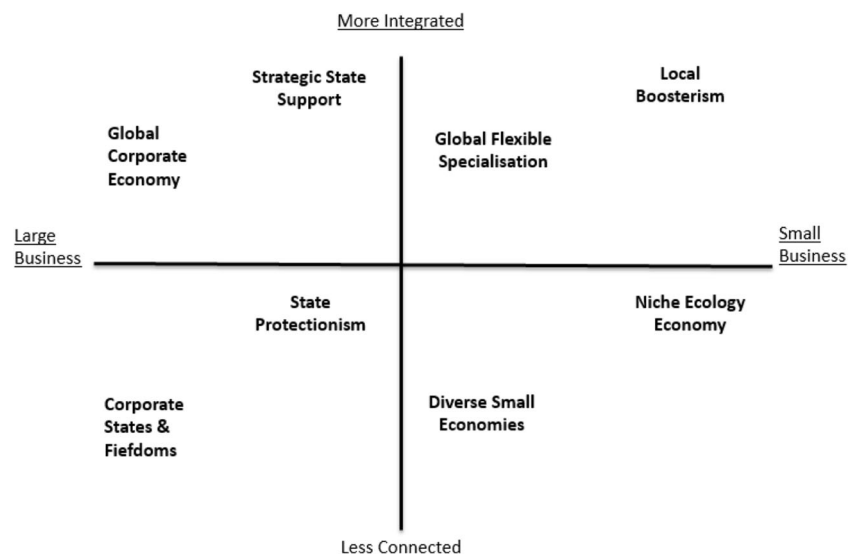 More Integrated
Strategic State
Support
Local
Boosterism
Global
Corporate
Economy
Global Flexible
Specialisation
Large
Business
Small
Business
State
Protectionism
Niche Ecology
Economy
Corporate
States &
Fiefdoms
Diverse Small
Economies
Less Connected